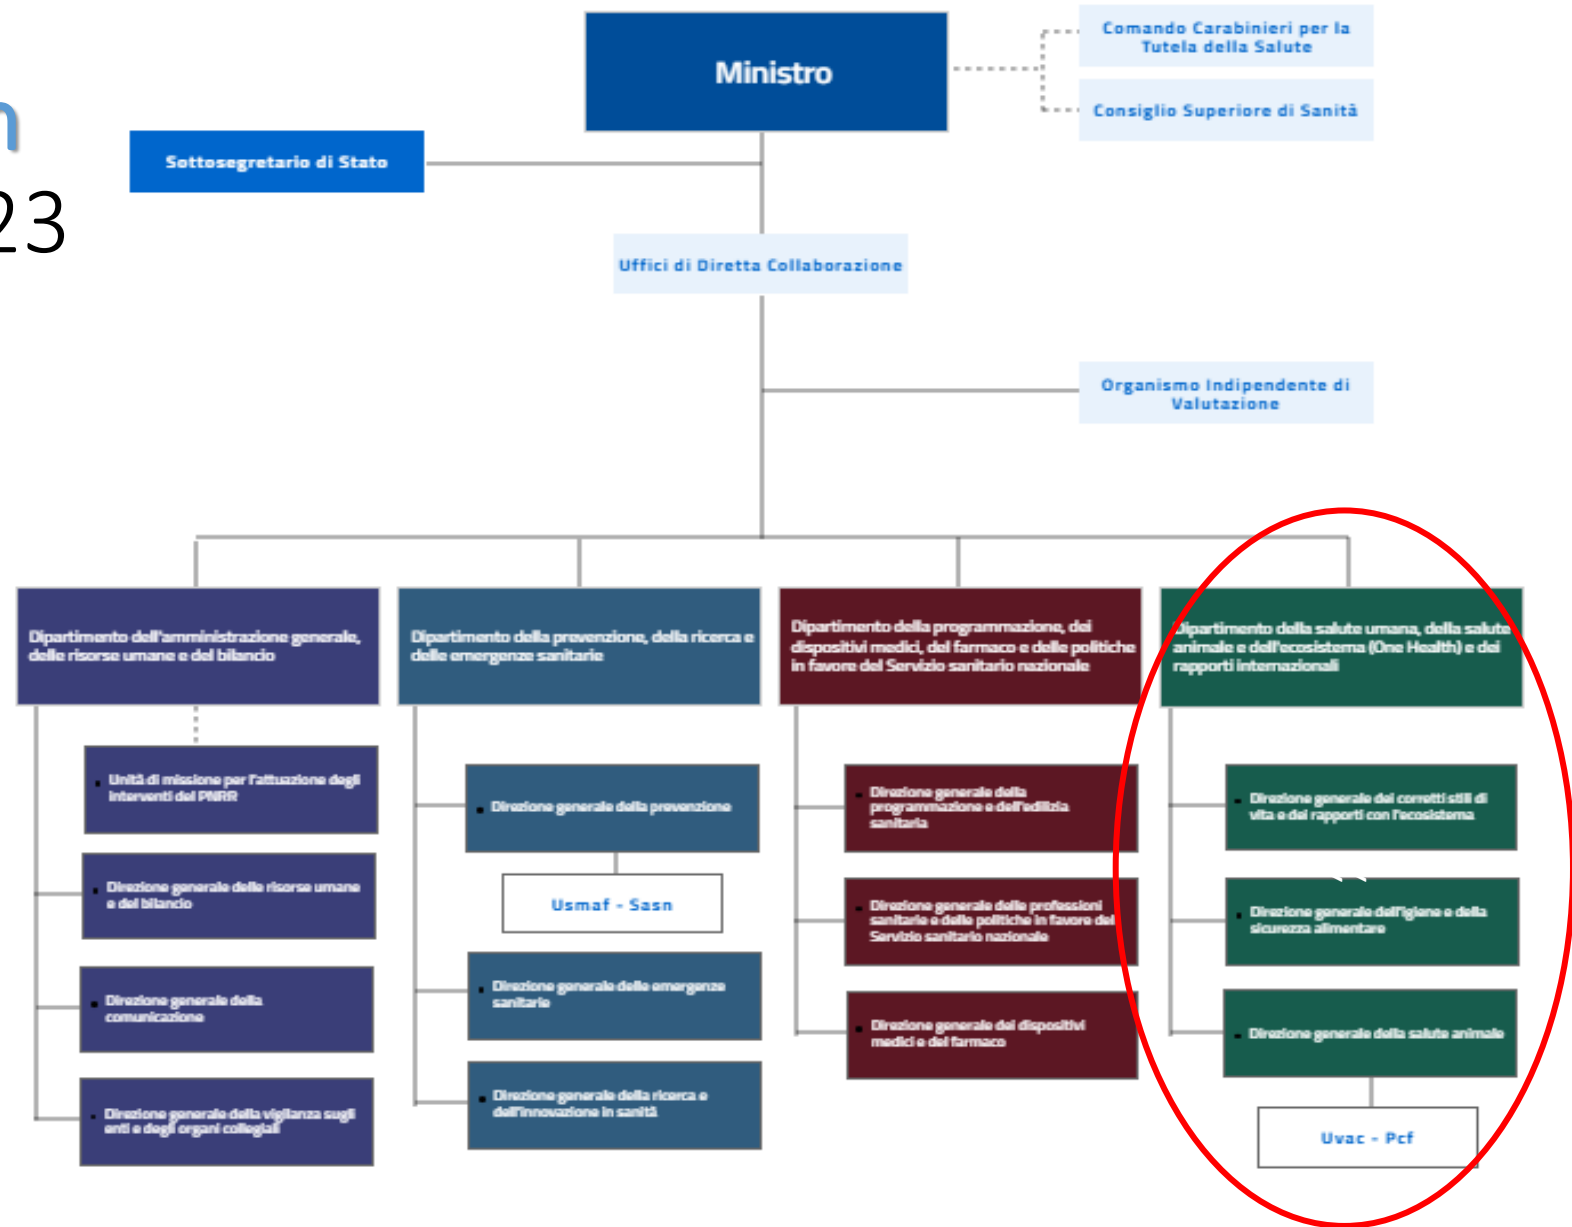 n
23
Ministro
Comando Carabinieri per la
Tutela della Salute
Consiglio Superiore di Sanità
Sottosegretario di Stato
Uffici di Diretta Collaborazione
Organismo Indipendente di
Valutazione
Dipartimento dell'amministrazione generale,
delle risorse umane e del bilancio
Unità di missione per l'attuazione degli
interventi del PNRR
Direzione generale delle risorse umane
e del bilancio
Direzione generale della
comunicazione
Direzione generale della vigilanza sugli
enti e degli organi collegiali
Dipartimento della prevenzione, della ricerca e
delle emergenze sanitarie
Direzione generale della prevenzione
Usmaf - Sasn
Direzione generale delle emergenze
sanitarie
Direzione generale della ricerca e
dell'innovazione in sanità
Dipartimento della programmazione, dei
dispositivi medici, del farmaco e delle politiche
in favore del Servizio sanitario nazionale
Direzione generale della
programmazione e dell'edilizia
sanitaria
Direzione generale delle professioni
sanitarie e delle politiche in favore del
Servizio sanitario nazionale
Direzione generale dei dispositivi
medici e del farmaco
Dipartimento della salute umana, della salute
animale e dell'ecosistema (One Health) e dei
rapporti internazionali
Direzione generale dei corretti stili di
vita e dei rapporti con l'ecosistema
Direzione generale dell'igiene e della
sicurezza alimentare
Direzione generale della salute animale
Uvac - Pcf